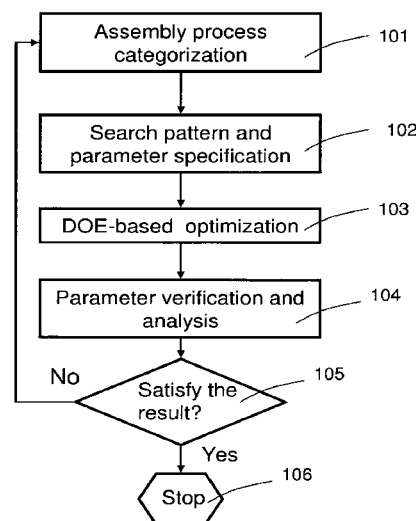 Assembly process
categorization
101
Search pattern and
parameter specification
102
DOE-based optimization
103
Parameter verification and
analysis
104
No
Satisfy the
result?
105
Yes
Stop
106